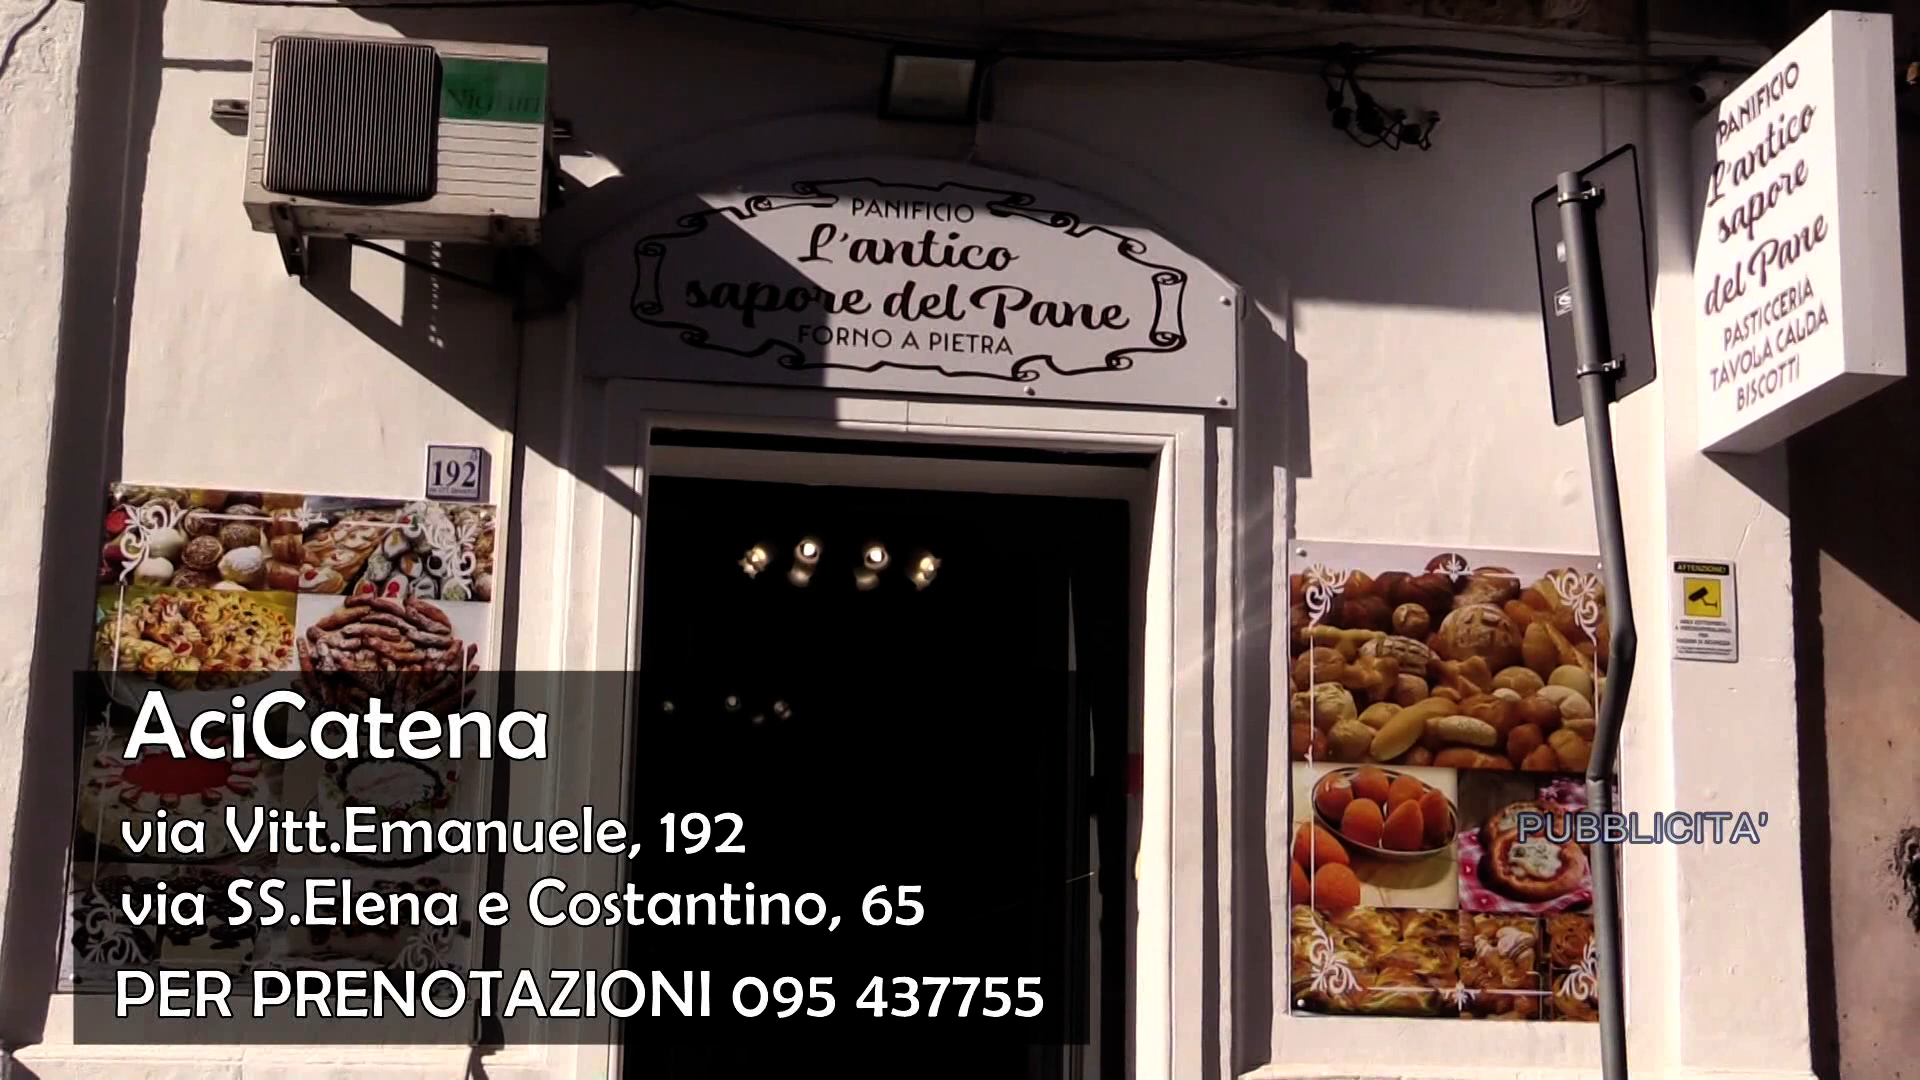 PANIFICIO
L'antico
sapore del Pane
FORNO A PIETRA
PANIFICIO
L'antico
sapore
del Pane
PASTICCERIA
TAVOLA CALDA
BISCOTTI
192
ATTENZIONE!
AciCatena
via Vitt.Emanuele, 192
via SS.Elena e Costantino, 65
PER PRENOTAZIONI 095 437755
PUBBLICITA'